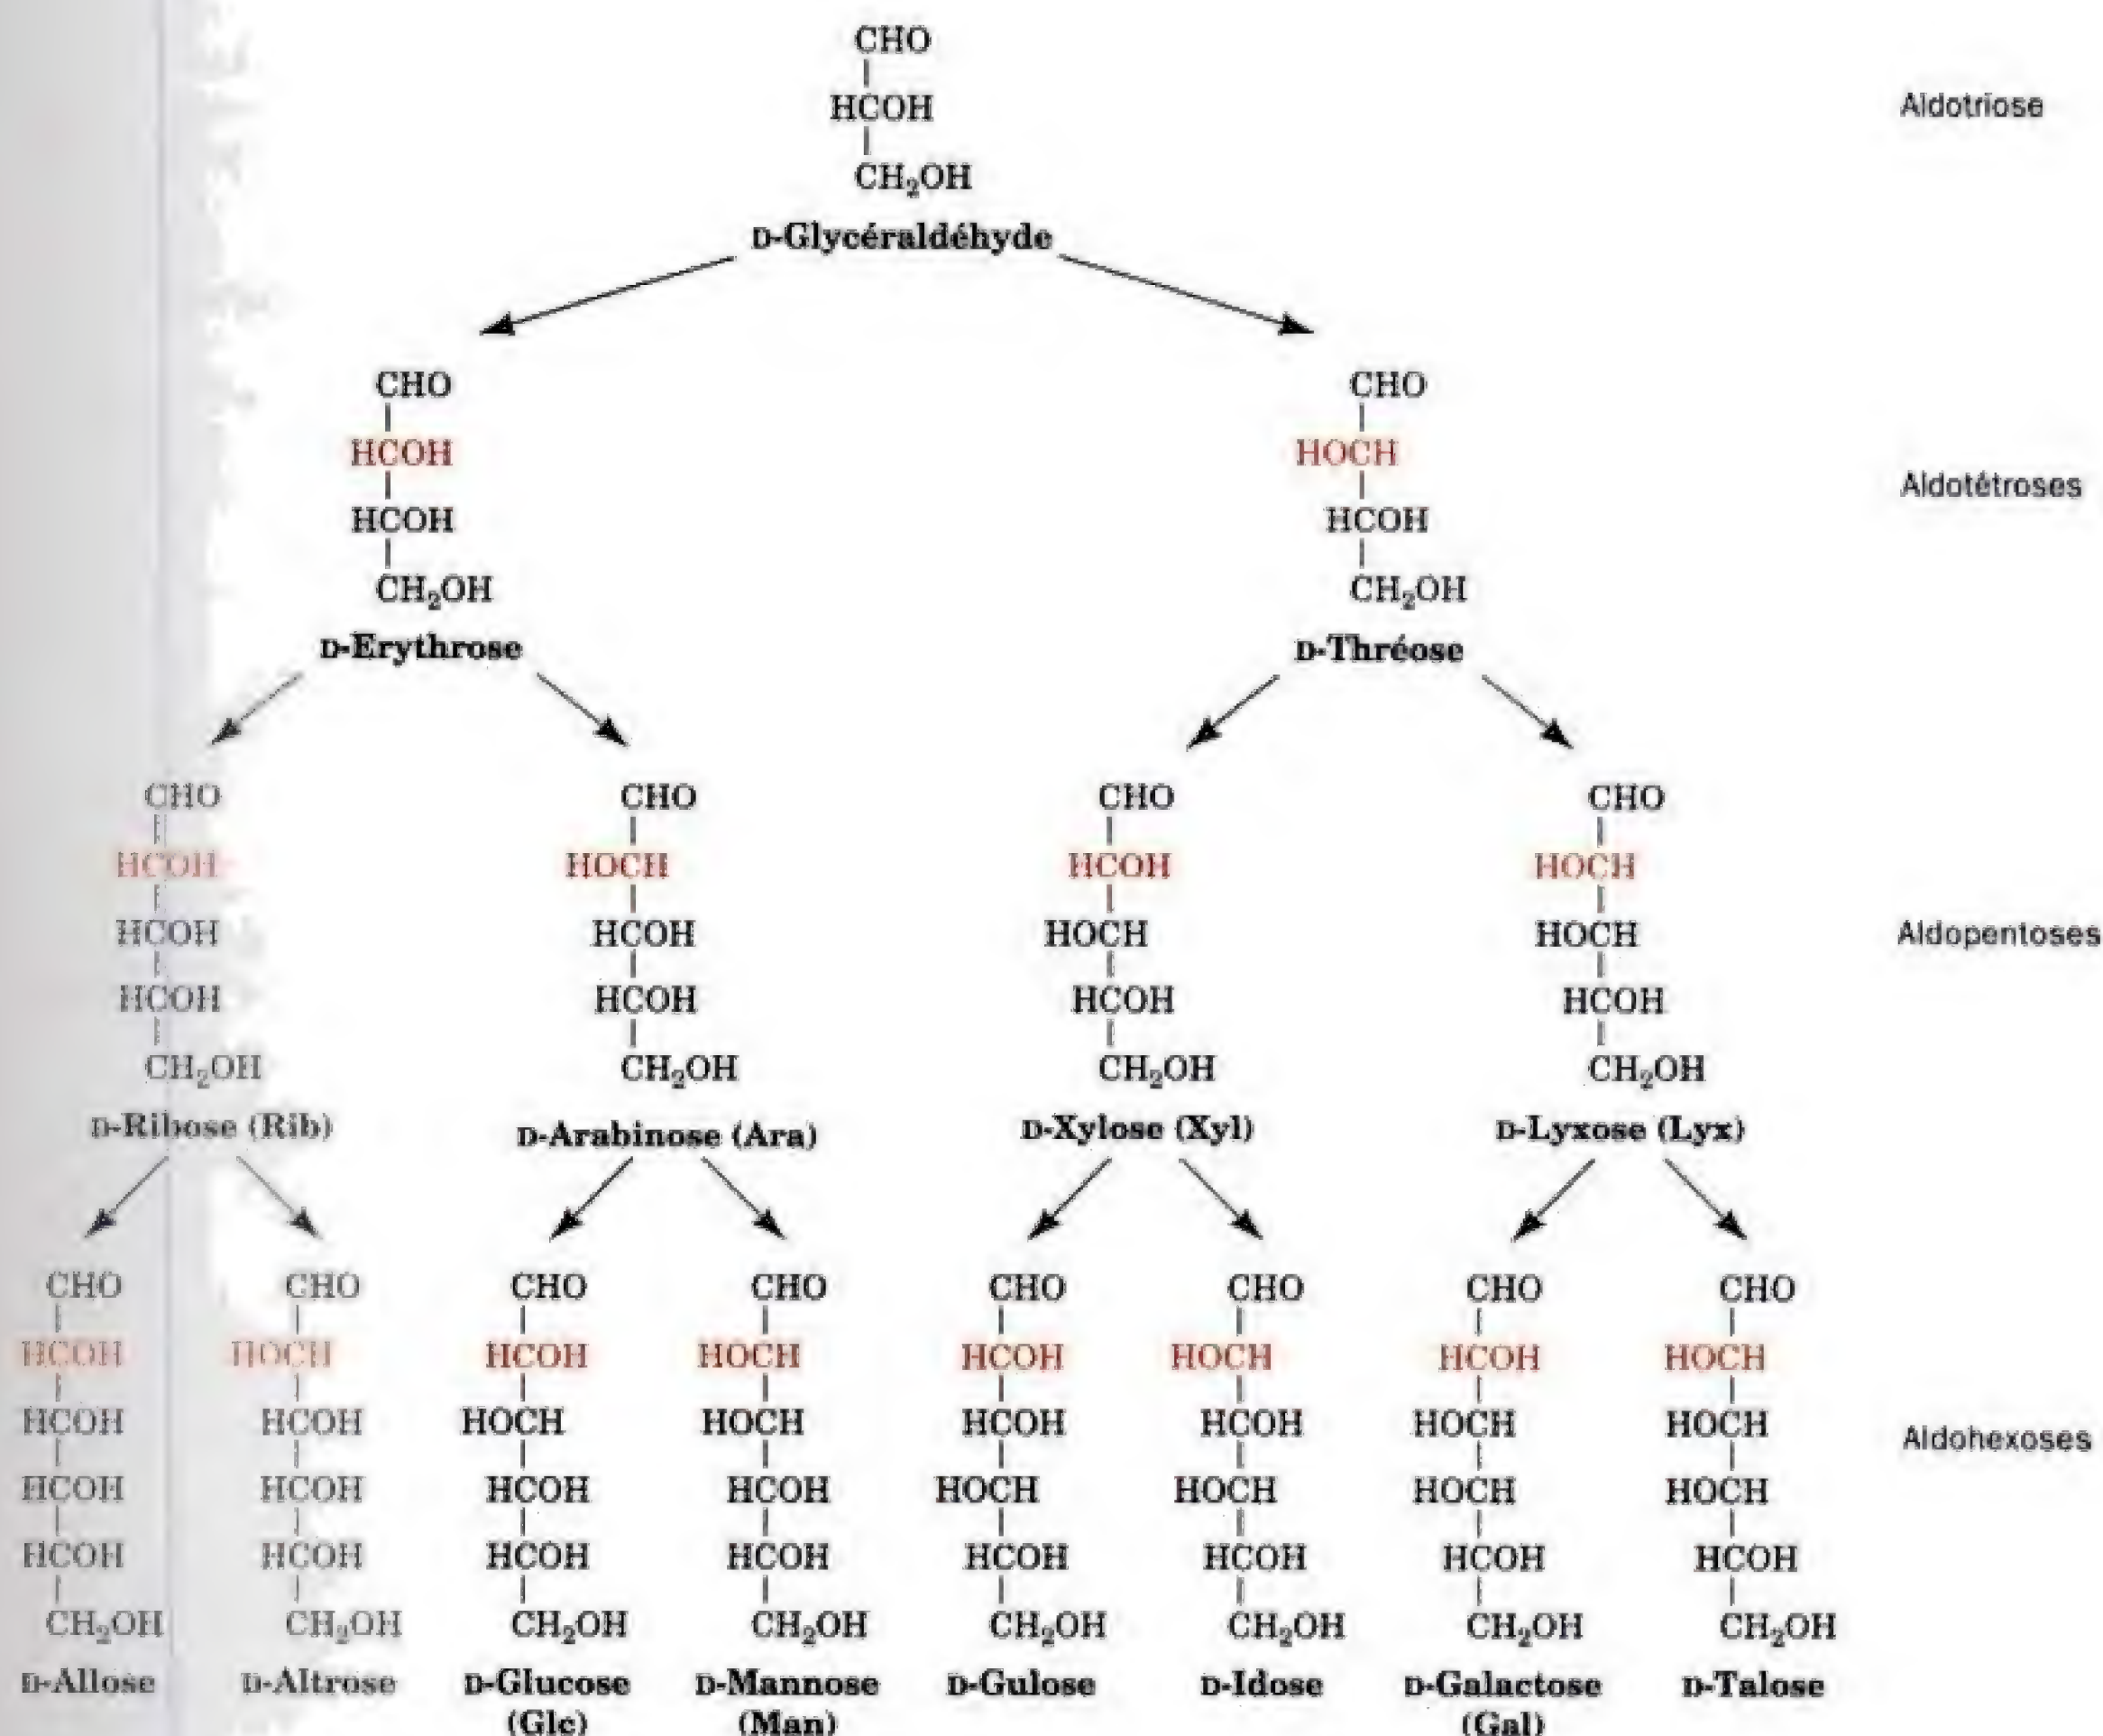 CHO
HCOH Aldotriose
CH₂OH
D-Glycéraldéhyde
CHO CHO
HCOH HOCH
Aldotétroses
HCOH HCOH
CH₂OH CH₂OH
D-Erythrose D-Thréose
CHO CHO CHO CHO
HCOH HOCH HCOH HOCH
HCOH HCOH HOCH HOCH Aldopentoses
HCOH HCOH HCOH HCOH
CH₂OH CH₂OH CH₂OH CH₂OH
D-Ribose (Rib) D-Arabinose (Ara) D-Xylose (Xyl) D-Lyxose (Lyx)
CHO CHO CHO CHO CHO CHO CHO CHO
HCOH HOCH HCOH HOCH HCOH HOCH HCOH HOCH
HCOH HCOH HOCH HOCH HCOH HCOH HOCH HOCH Aldohexoses
HCOH HCOH HCOH HCOH HOCH HOCH HOCH HOCH
HCOH HCOH HCOH HCOH HCOH HCOH HCOH HCOH
CH₂OH CH₂OH CH₂OH CH₂OH CH₂OH CH₂OH CH₂OH CH₂OH
D-Allose D-Altrose D-Glucose D-Mannose D-Gulose D-Idose D-Galactose D-Talose
(Glc) (Man) (Gal)